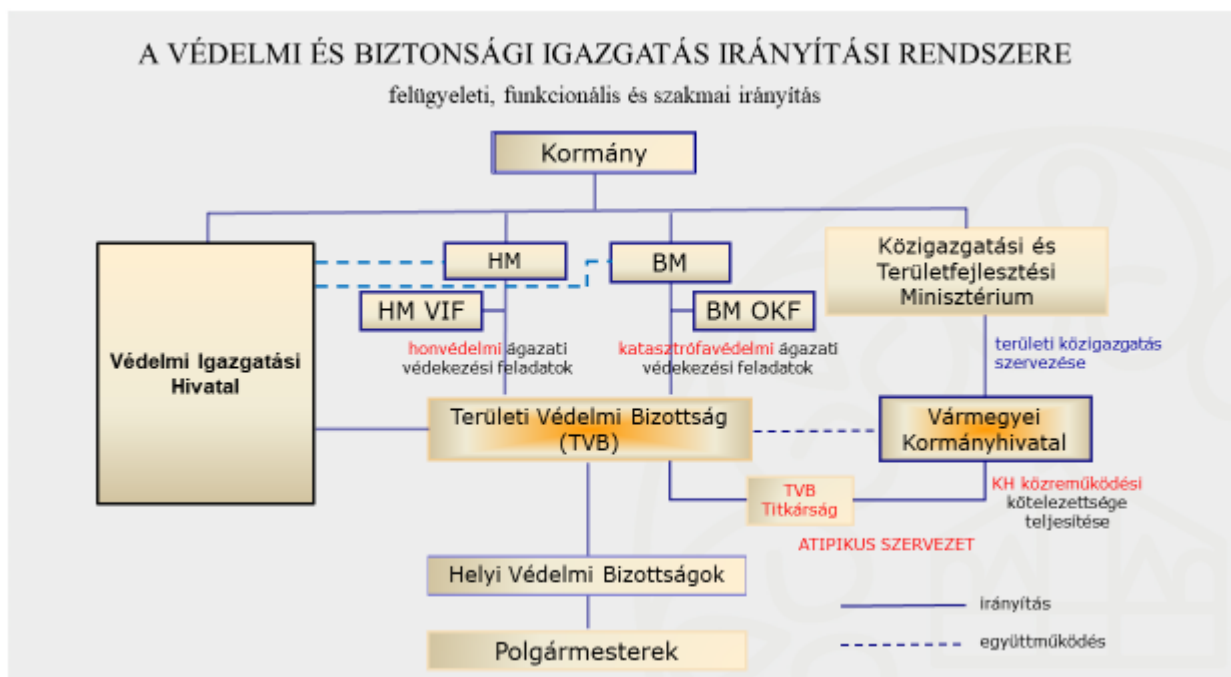 A VÉDELMI ÉS BIZTONSÁGI IGAZGATÁS IRÁNYÍTÁSI RENDSZERE
felügyeleti, funkcionális és szakmai irányítás
Kormány
Védelmi Igazgatási
Hivatal
HM
HM VIF
honvédelmi ágazati
védekezési feladatok
BM
BM OKF
katasztrófavédelmi ágazati
védekezési feladatok
Közigazgatási és
Területfejlesztési
Minisztérium
területi közigazgatás
szervezése
Területi Védelmi Bizottság
(TVB)
Vármegyei
Kormányhivatal
TVB
Titkárság
KH közreműködési
kötelezettsége
teljesítése
ATIPIKUS SZERVEZET
Helyi Védelmi Bizottságok
Polgármesterek
irányítás
együttműködés